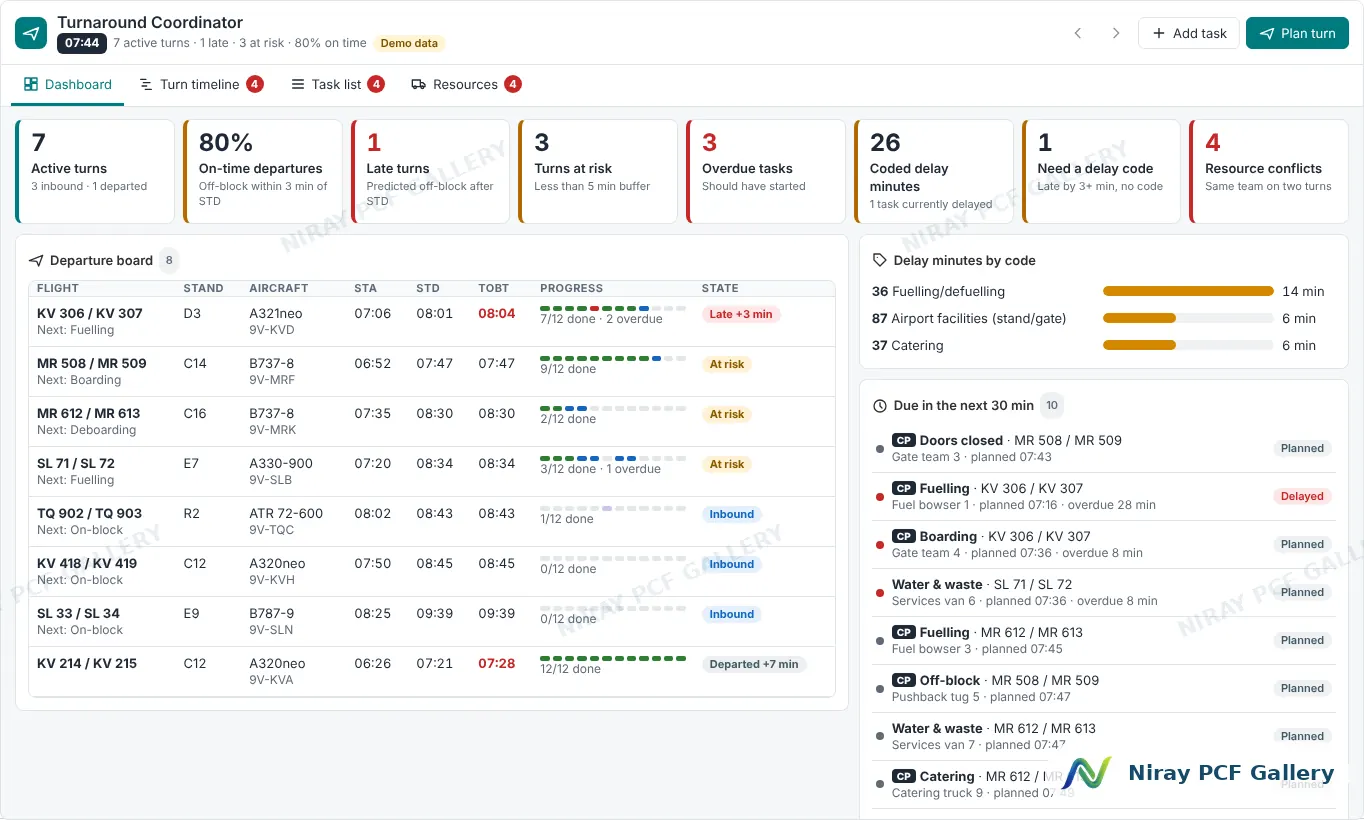 Turnaround Coordinator
07:44 7 active turns · 1 late · 3 at risk · 80% on time Demo data
Add task
Plan turn
Dashboard
Turn timeline 4
Task list 4
Resources 4
7
Active turns
3 inbound · 1 departed
80%
On-time departures
Off-block within 3 min of
STD
1
Late turns
Predicted off-block after
STD
3
Turns at risk
Less than 5 min buffer
3
Overdue tasks
Should have started
26
Coded delay
minutes
1 task currently delayed
1
Need a delay code
Late by 3+ min, no code
4
Resource conflicts
Same team on two turns
Departure board 8
FLIGHT STAND AIRCRAFT STA STD TOBT PROGRESS STATE
KV 306 / KV 307 D3 A321neo 07:06 08:01 08:04 Late +3 min
Next: Fuelling 9V-KVD 7/12 done · 2 overdue
MR 508 / MR 509 C14 B737-8 06:52 07:47 07:47 At risk
Next: Boarding 9V-MRF 9/12 done
MR 612 / MR 613 C16 B737-8 07:35 08:30 08:30 At risk
Next: Deboarding 9V-MRK 2/12 done
SL 71 / SL 72 E7 A330-900 07:20 08:34 08:34 At risk
Next: Fuelling 9V-SLB 3/12 done · 1 overdue
TQ 902 / TQ 903 R2 ATR 72-600 08:02 08:43 08:43 Inbound
Next: On-block 9V-TQC 1/12 done
KV 418 / KV 419 C12 A320neo 07:50 08:45 08:45 Inbound
Next: On-block 9V-KVH 0/12 done
SL 33 / SL 34 E9 B787-9 08:25 09:39 09:39 Inbound
Next: On-block 9V-SLN 0/12 done
KV 214 / KV 215 C12 A320neo 06:26 07:21 07:28 Departed +7 min
9V-KVA 12/12 done
Delay minutes by code
36 Fuelling/defuelling 14 min
87 Airport facilities (stand/gate) 6 min
37 Catering 6 min
Due in the next 30 min 10
CP Doors closed · MR 508 / MR 509 Planned
Gate team 3 · planned 07:43
CP Fuelling · KV 306 / KV 307 Delayed
Fuel bowser 1 · planned 07:16 · overdue 28 min
CP Boarding · KV 306 / KV 307 Planned
Gate team 4 · planned 07:36 · overdue 8 min
Water & waste · SL 71 / SL 72 Planned
Services van 6 · planned 07:36 · overdue 8 min
CP Fuelling · MR 612 / MR 613 Planned
Fuel bowser 3 · planned 07:45
CP Off-block · MR 508 / MR 509 Planned
Pushback tug 5 · planned 07:47
Water & waste · MR 612 / MR 613 Planned
Services van 7 · planned 07:47
CP Catering · MR 612 / Planned
Catering truck 9 · planned
NIRAY PCF GALLERY
NIRAY PCF GALLERY
NIRAY PCF GALLERY
NIRAY PCF GALLERY
Niray PCF Gallery